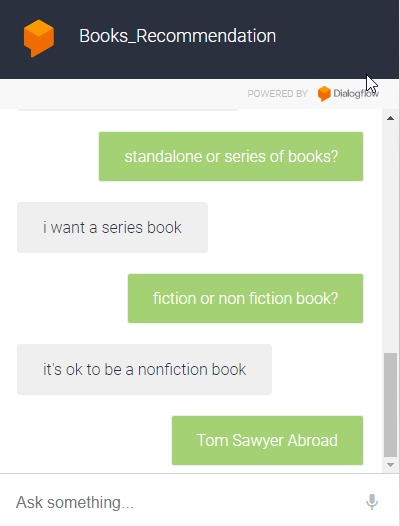 Books_Recommendation
POWERED BY Dialogflow
standalone or series of books?
i want a series book
fiction or non fiction book?
it's ok to be a nonfiction book
Tom Sawyer Abroad
Ask something...